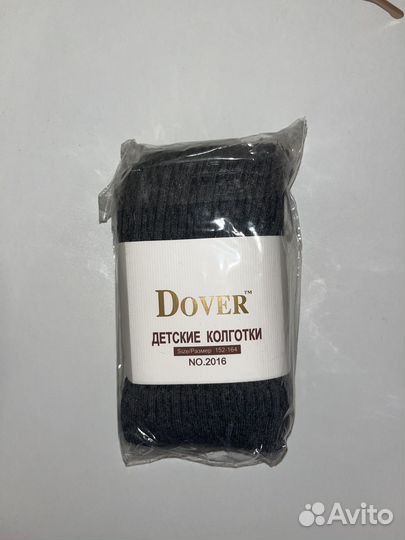 DOVER™
ДЕТСКИЕ КОЛГОТКИ
Size/Размер 152-164
NO.2016
Avito